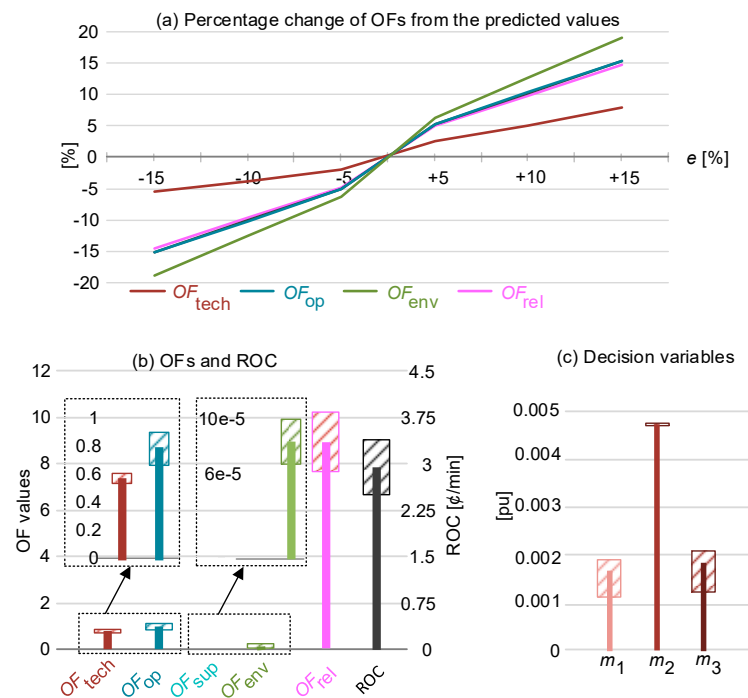 (a) Percentage change of OFs from the predicted values
20
15
10
5
0
-5
-10
-15
-20
[%]
-15 -10 -5 +5 +10 +15
e [%]
OFtech OFop OFenv OFrel
(b) OFs and ROC
12
10
8
6
4
2
0
OF values
1
0.8
0.6
0.4
0.2
0
10e-5
6e-5
4.5
3.75
3
2.25
1.5
0.75
0
ROC [¢/min]
OFtech OFop OFsup OFenv OFrel ROC
(c) Decision variables
0.005
0.004
0.003
0.002
0.001
0
[pu]
m1 m2 m3